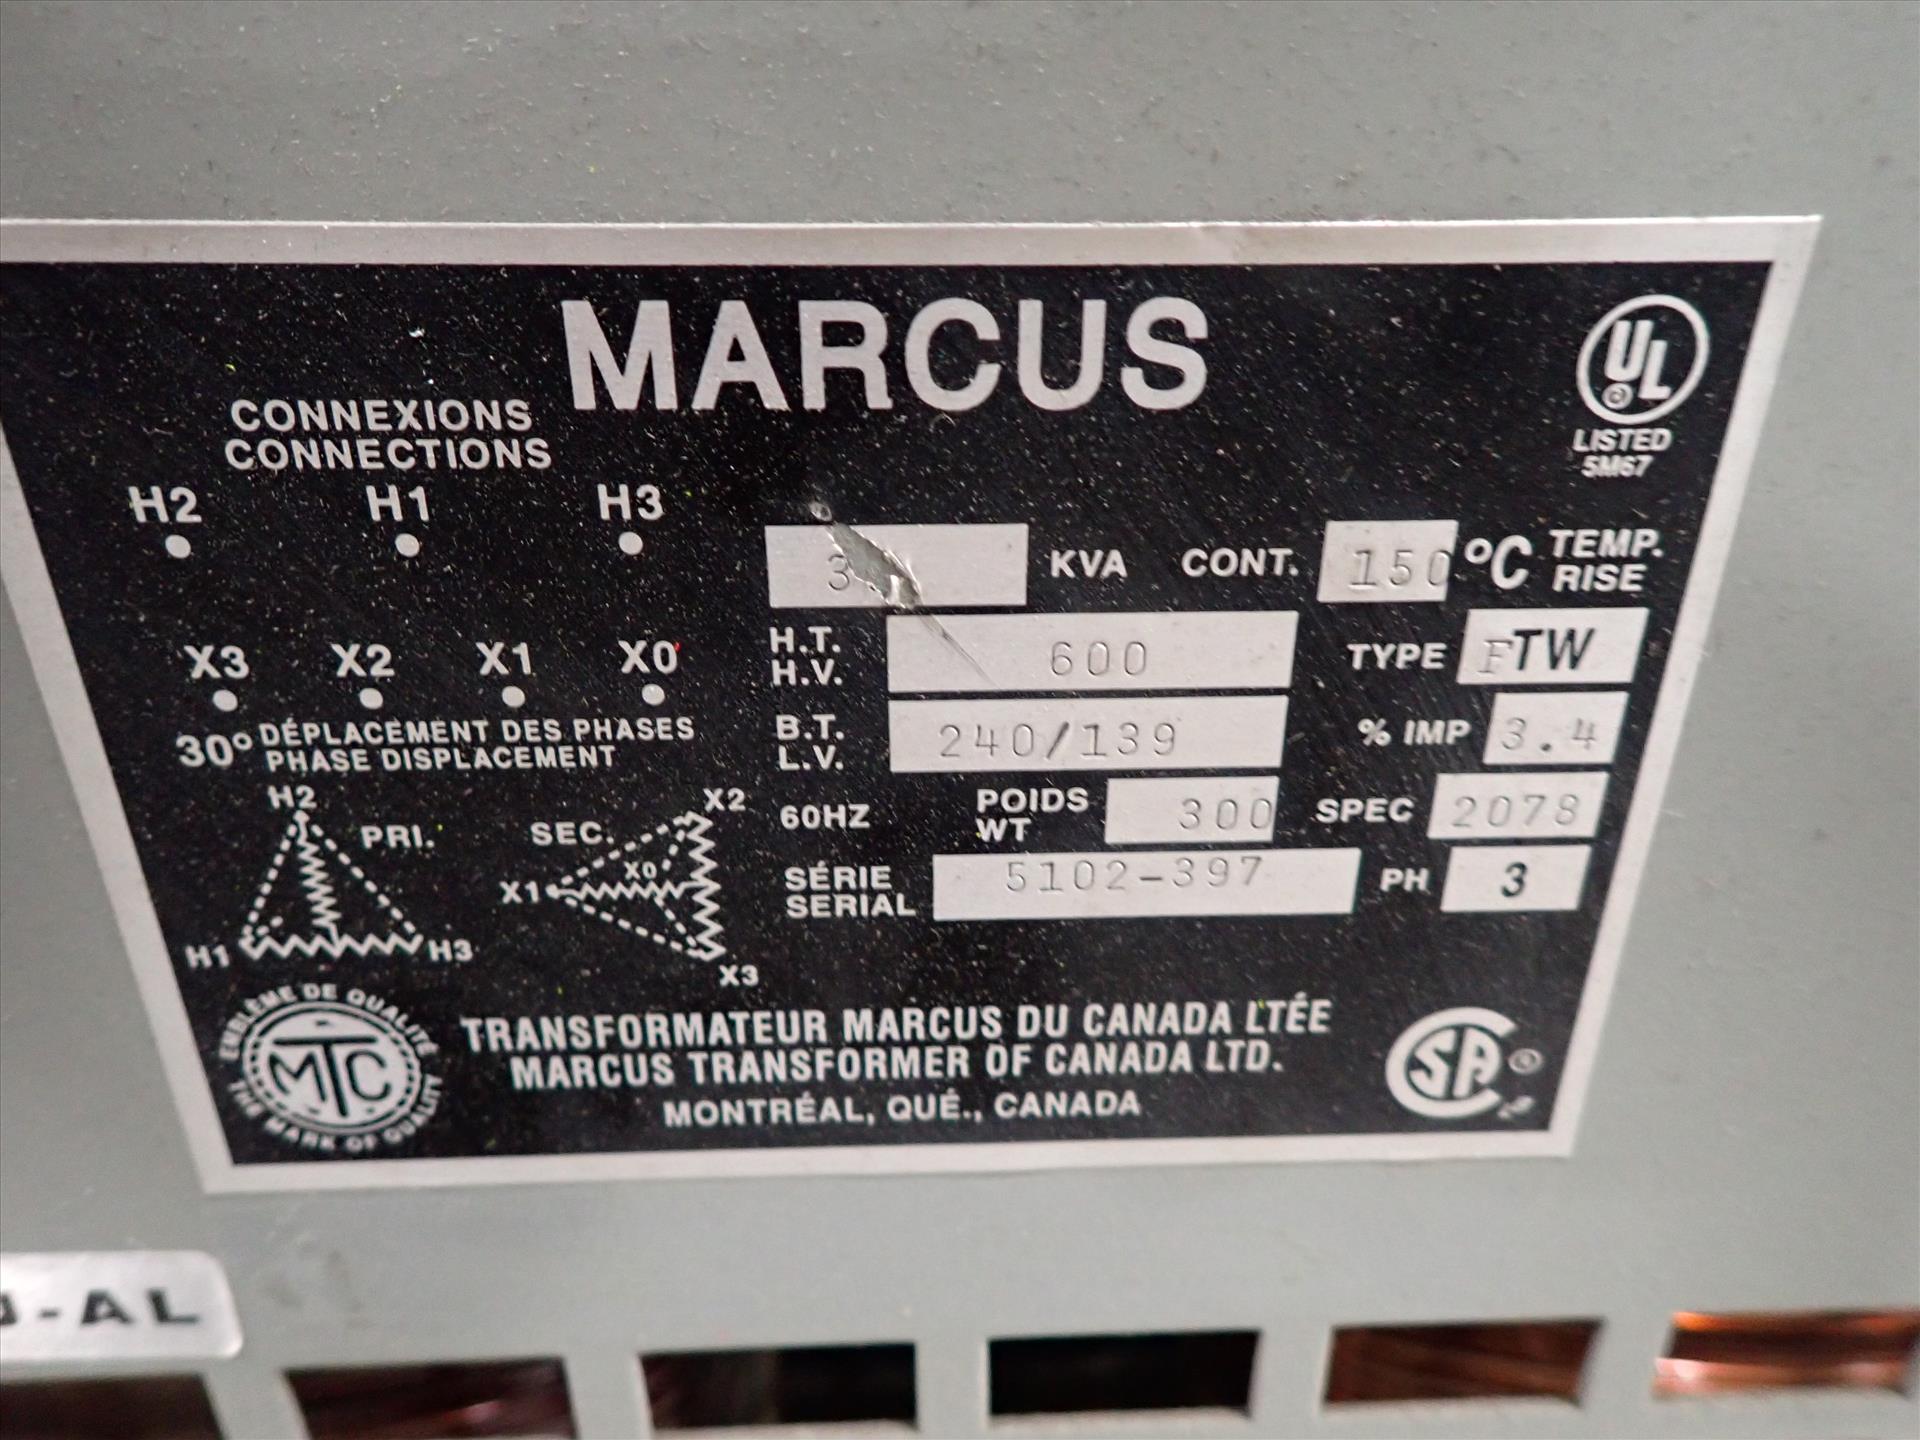 MARCUS
UL
LISTED
5M67
CONNEXIONS
CONNECTIONS
H2 H1 H3
X3 X2 X1 X0
30° DÉPLACEMENT DES PHASES
PHASE DISPLACEMENT
H2
PRI.
H1 H3
SEC.
X2
X0
X1
X3
KVA CONT. 150 °C TEMP.
RISE
H.T.
H.V. 600 TYPE FTW
B.T.
L.V. 240/139 % IMP 3.4
60HZ POIDS
WT 300 SPEC 2078
SÉRIE
SERIAL 5102-397 PH 3
EMBLÈME DE QUALITÉ
MTC
THE MARK OF QUALITY
TRANSFORMATEUR MARCUS DU CANADA LTÉE
MARCUS TRANSFORMER OF CANADA LTD.
MONTRÉAL, QUÉ., CANADA
CSA
-AL